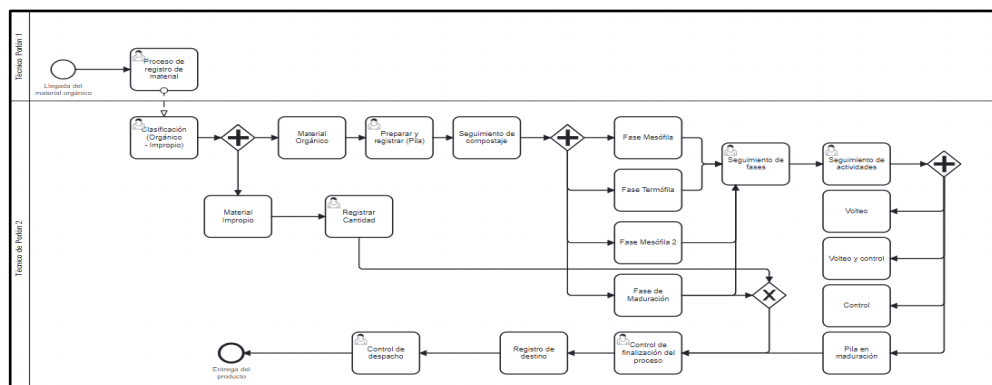 Técnico Portón 1
Proceso de
registro de
material
Llegada del
material orgánico
Técnico de Portón 2
Clasificación
(Orgánico
- Impropio)
Material
Orgánico
Preparar y
registrar (Pila)
Seguimiento de
compostaje
Fase Mesófila
Fase Termófila
Fase Mesófila 2
Fase de
Maduración
Seguimiento de
fases
Seguimiento de
actividades
Volteo
Volteo y control
Control
Pila en
maduración
Material
Impropio
Registrar
Cantidad
Control de
finalización del
proceso
Registro de
destino
Control de
despacho
Entrega del
producto